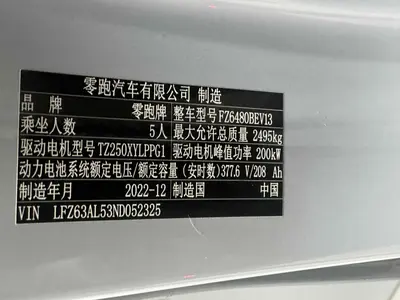 零跑汽车有限公司 制造
品牌 零跑牌 整车型号 FZ6480BEV13
乘坐人数 5人 最大允许总质量 2495kg
驱动电机型号 TZ250XYLPPG1 驱动电机峰值功率 200kW
动力电池系统额定电压/额定容量(安时数) 377.6 V/208 Ah
制造年月 2022-12 制造国 中国
VIN LFZ63AL53ND052325